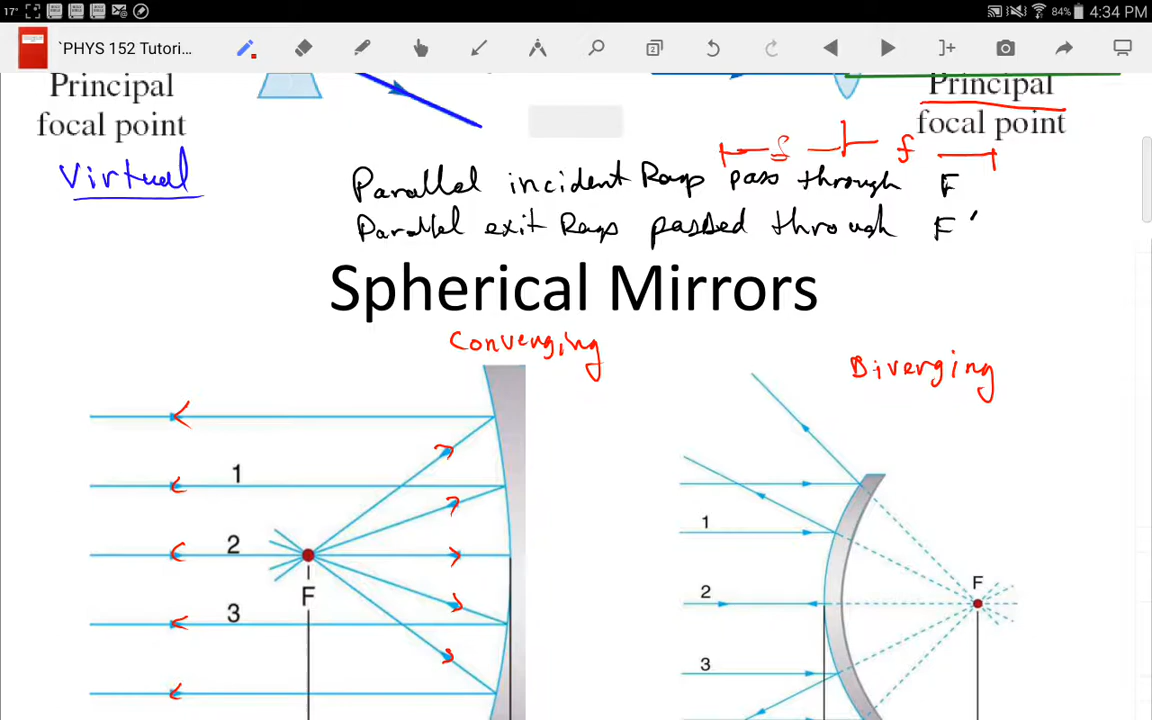 17°
84%
4:34 PM
`PHYS 152 Tutori...
Principal
focal point
Principal
focal point
Virtual
f
f
Parallel incident Rays pass through F
Parallel exit Rays passed through F'
Spherical Mirrors
Converging
Diverging
1
2
3
F
1
2
3
F